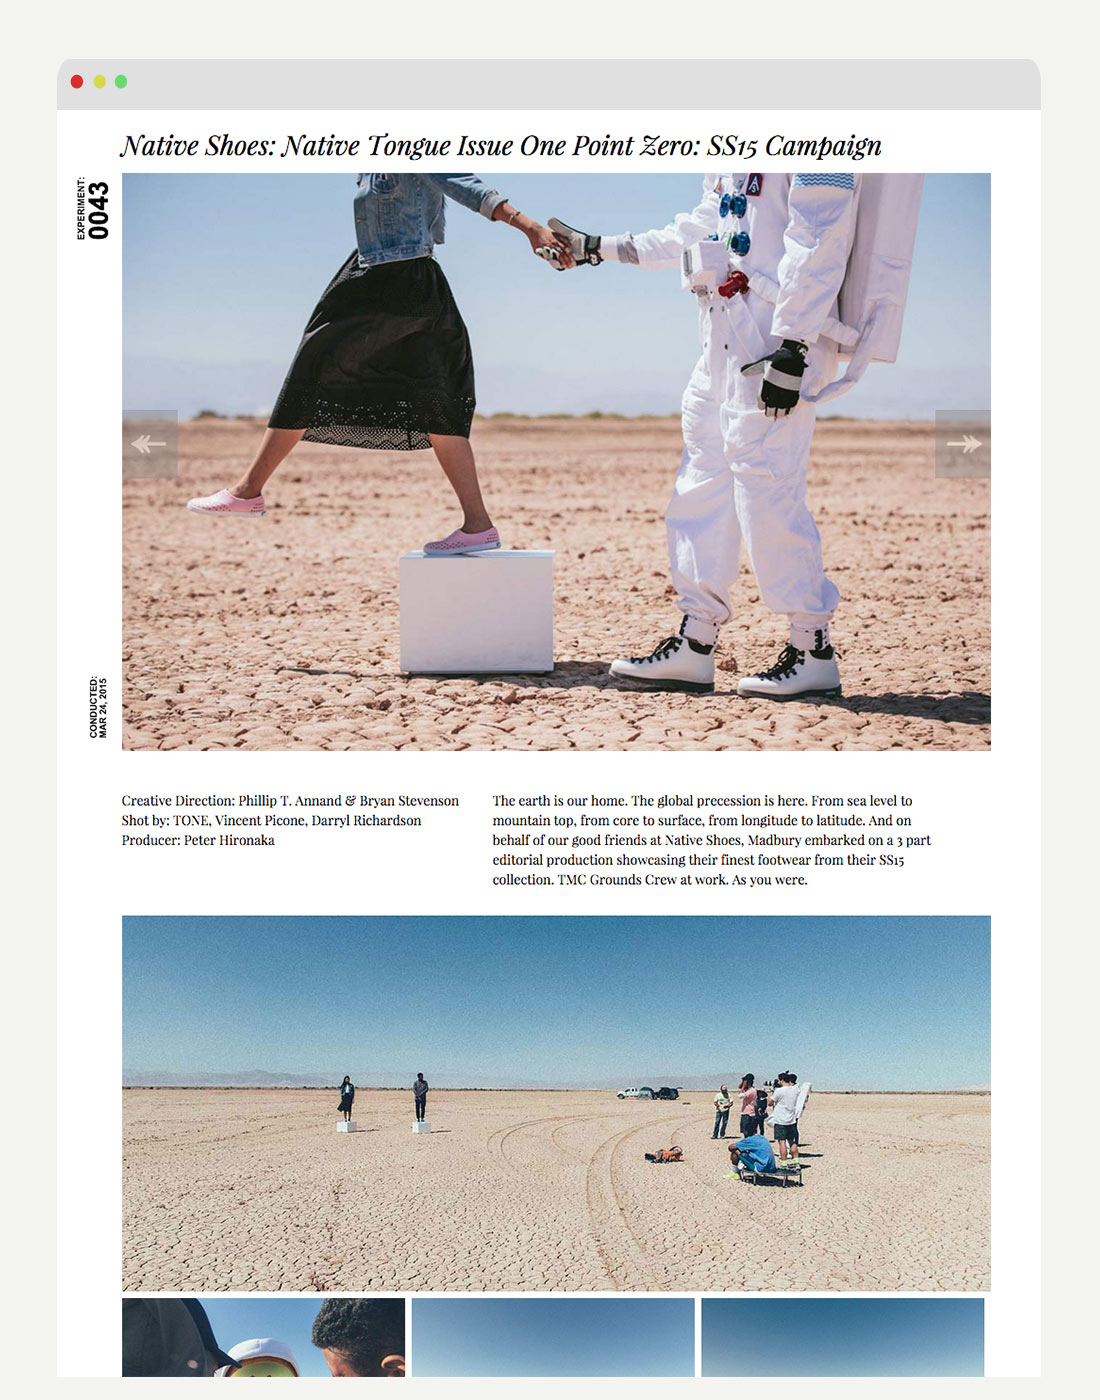 Native Shoes: Native Tongue Issue One Point Zero: SS15 Campaign
EXPERIMENT:
0043
CONDUCTED:
MAR 24, 2015
Creative Direction: Phillip T. Annand & Bryan Stevenson
Shot by: TONE, Vincent Picone, Darryl Richardson
Producer: Peter Hironaka
The earth is our home. The global precession is here. From sea level to
mountain top, from core to surface, from longitude to latitude. And on
behalf of our good friends at Native Shoes, Madbury embarked on a 3 part
editorial production showcasing their finest footwear from their SS15
collection. TMC Grounds Crew at work. As you were.